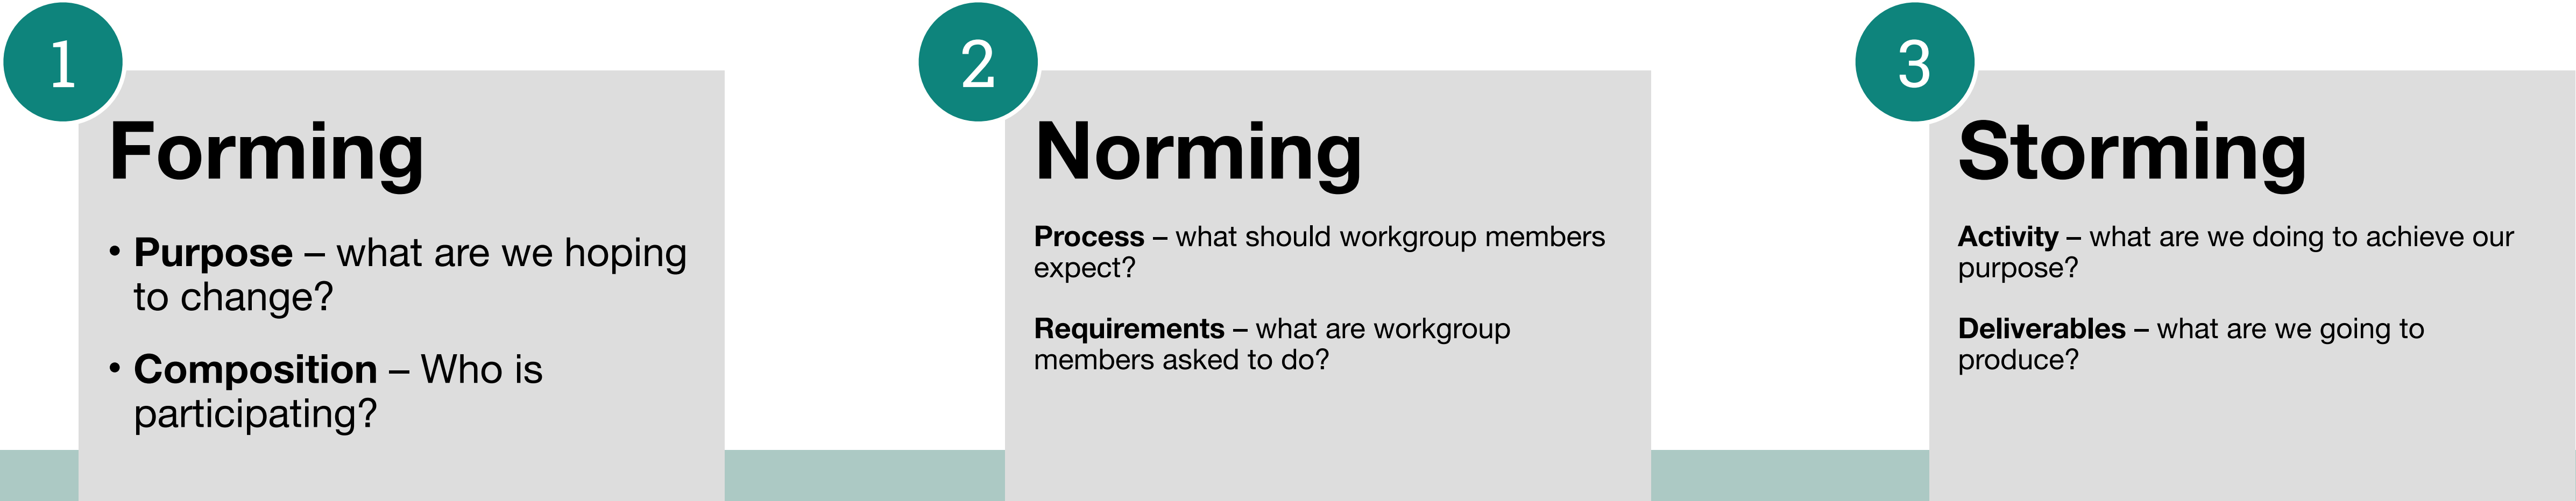 1
Forming
• Purpose – what are we hoping
to change?
• Composition – Who is
participating?
2
Norming
Process – what should workgroup members
expect?
Requirements – what are workgroup
members asked to do?
3
Storming
Activity – what are we doing to achieve our
purpose?
Deliverables – what are we going to
produce?